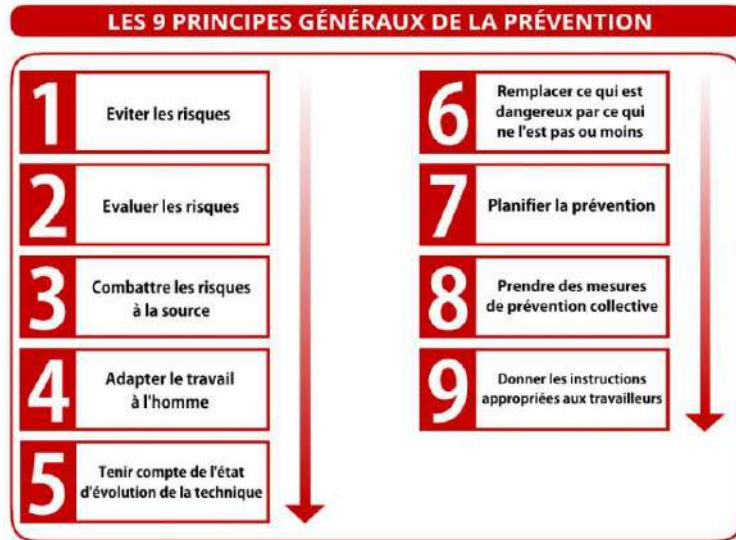 LES 9 PRINCIPES GÉNÉRAUX DE LA PRÉVENTION
1
Eviter les risques
2
Evaluer les risques
3
Combattre les risques
à la source
4
Adapter le travail
à l'homme
5
Tenir compte de l'état
d'évolution de la technique
6
Remplacer ce qui est
dangereux par ce qui
ne l'est pas ou moins
7
Planifier la prévention
8
Prendre des mesures
de prévention collective
9
Donner les instructions
appropriées aux travailleurs